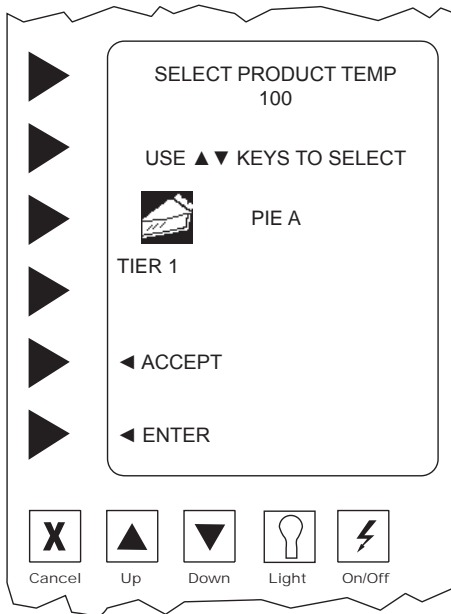 SELECT PRODUCT TEMP
100
USE ▲▼ KEYS TO SELECT
PIE A
TIER 1
◄ ACCEPT
◄ ENTER
X
Cancel Up Down Light On/Off